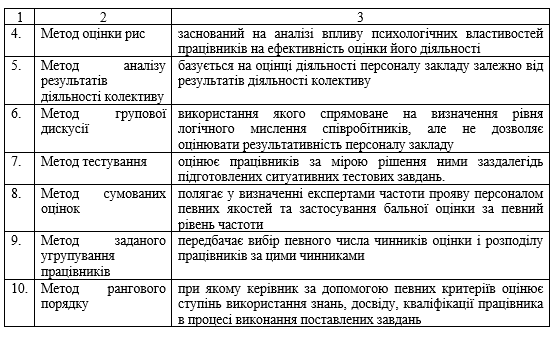 1 2 3
4. Метод оцінки рис заснований на аналізі впливу психологічних властивостей
працівників на ефективність оцінки його діяльності
5. Метод аналізу базується на оцінці діяльності персоналу закладу залежно від
результатів результатів діяльності колективу
діяльності колективу
6. Метод групової використання якого спрямоване на визначення рівня
дискусії логічного мислення співробітників, але не дозволяє
оцінювати результативність персоналу закладу
7. Метод тестування оцінює працівників за мірою рішення ними заздалегідь
підготовлених ситуативних тестових завдань.
8. Метод сумованих полягає у визначенні експертами частоти прояву персоналом
оцінок певних якостей та застосування бальної оцінки за певний
рівень частоти
9. Метод заданого передбачає вибір певного числа чинників оцінки і розподілу
угрупування працівників за цими чинниками
працівників
10. Метод рангового при якому керівник за допомогою певних критеріїв оцінює
порядку ступінь використання знань, досвіду, кваліфікації працівника
в процесі виконання поставлених завдань